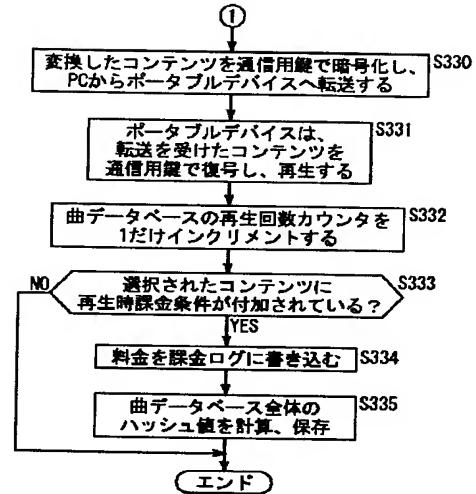 1
変換したコンテンツを通信用鍵で暗号化し、 S330
PCからポータブルデバイスへ転送する
ポータブルデバイスは、 S331
転送を受けたコンテンツを
通信用鍵で復号し、再生する
曲データベースの再生回数カウンタを S332
1だけインクリメントする
NO 選択されたコンテンツに S333
再生時課金条件が付加されている?
YES
料金を課金ログに書き込む S334
曲データベース全体の S335
ハッシュ値を計算、保存
エンド